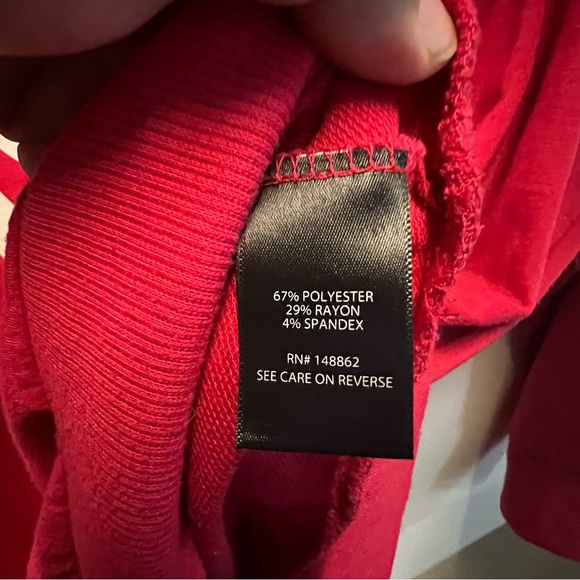 67% POLYESTER
29% RAYON
4% SPANDEX
RN# 148862
SEE CARE ON REVERSE